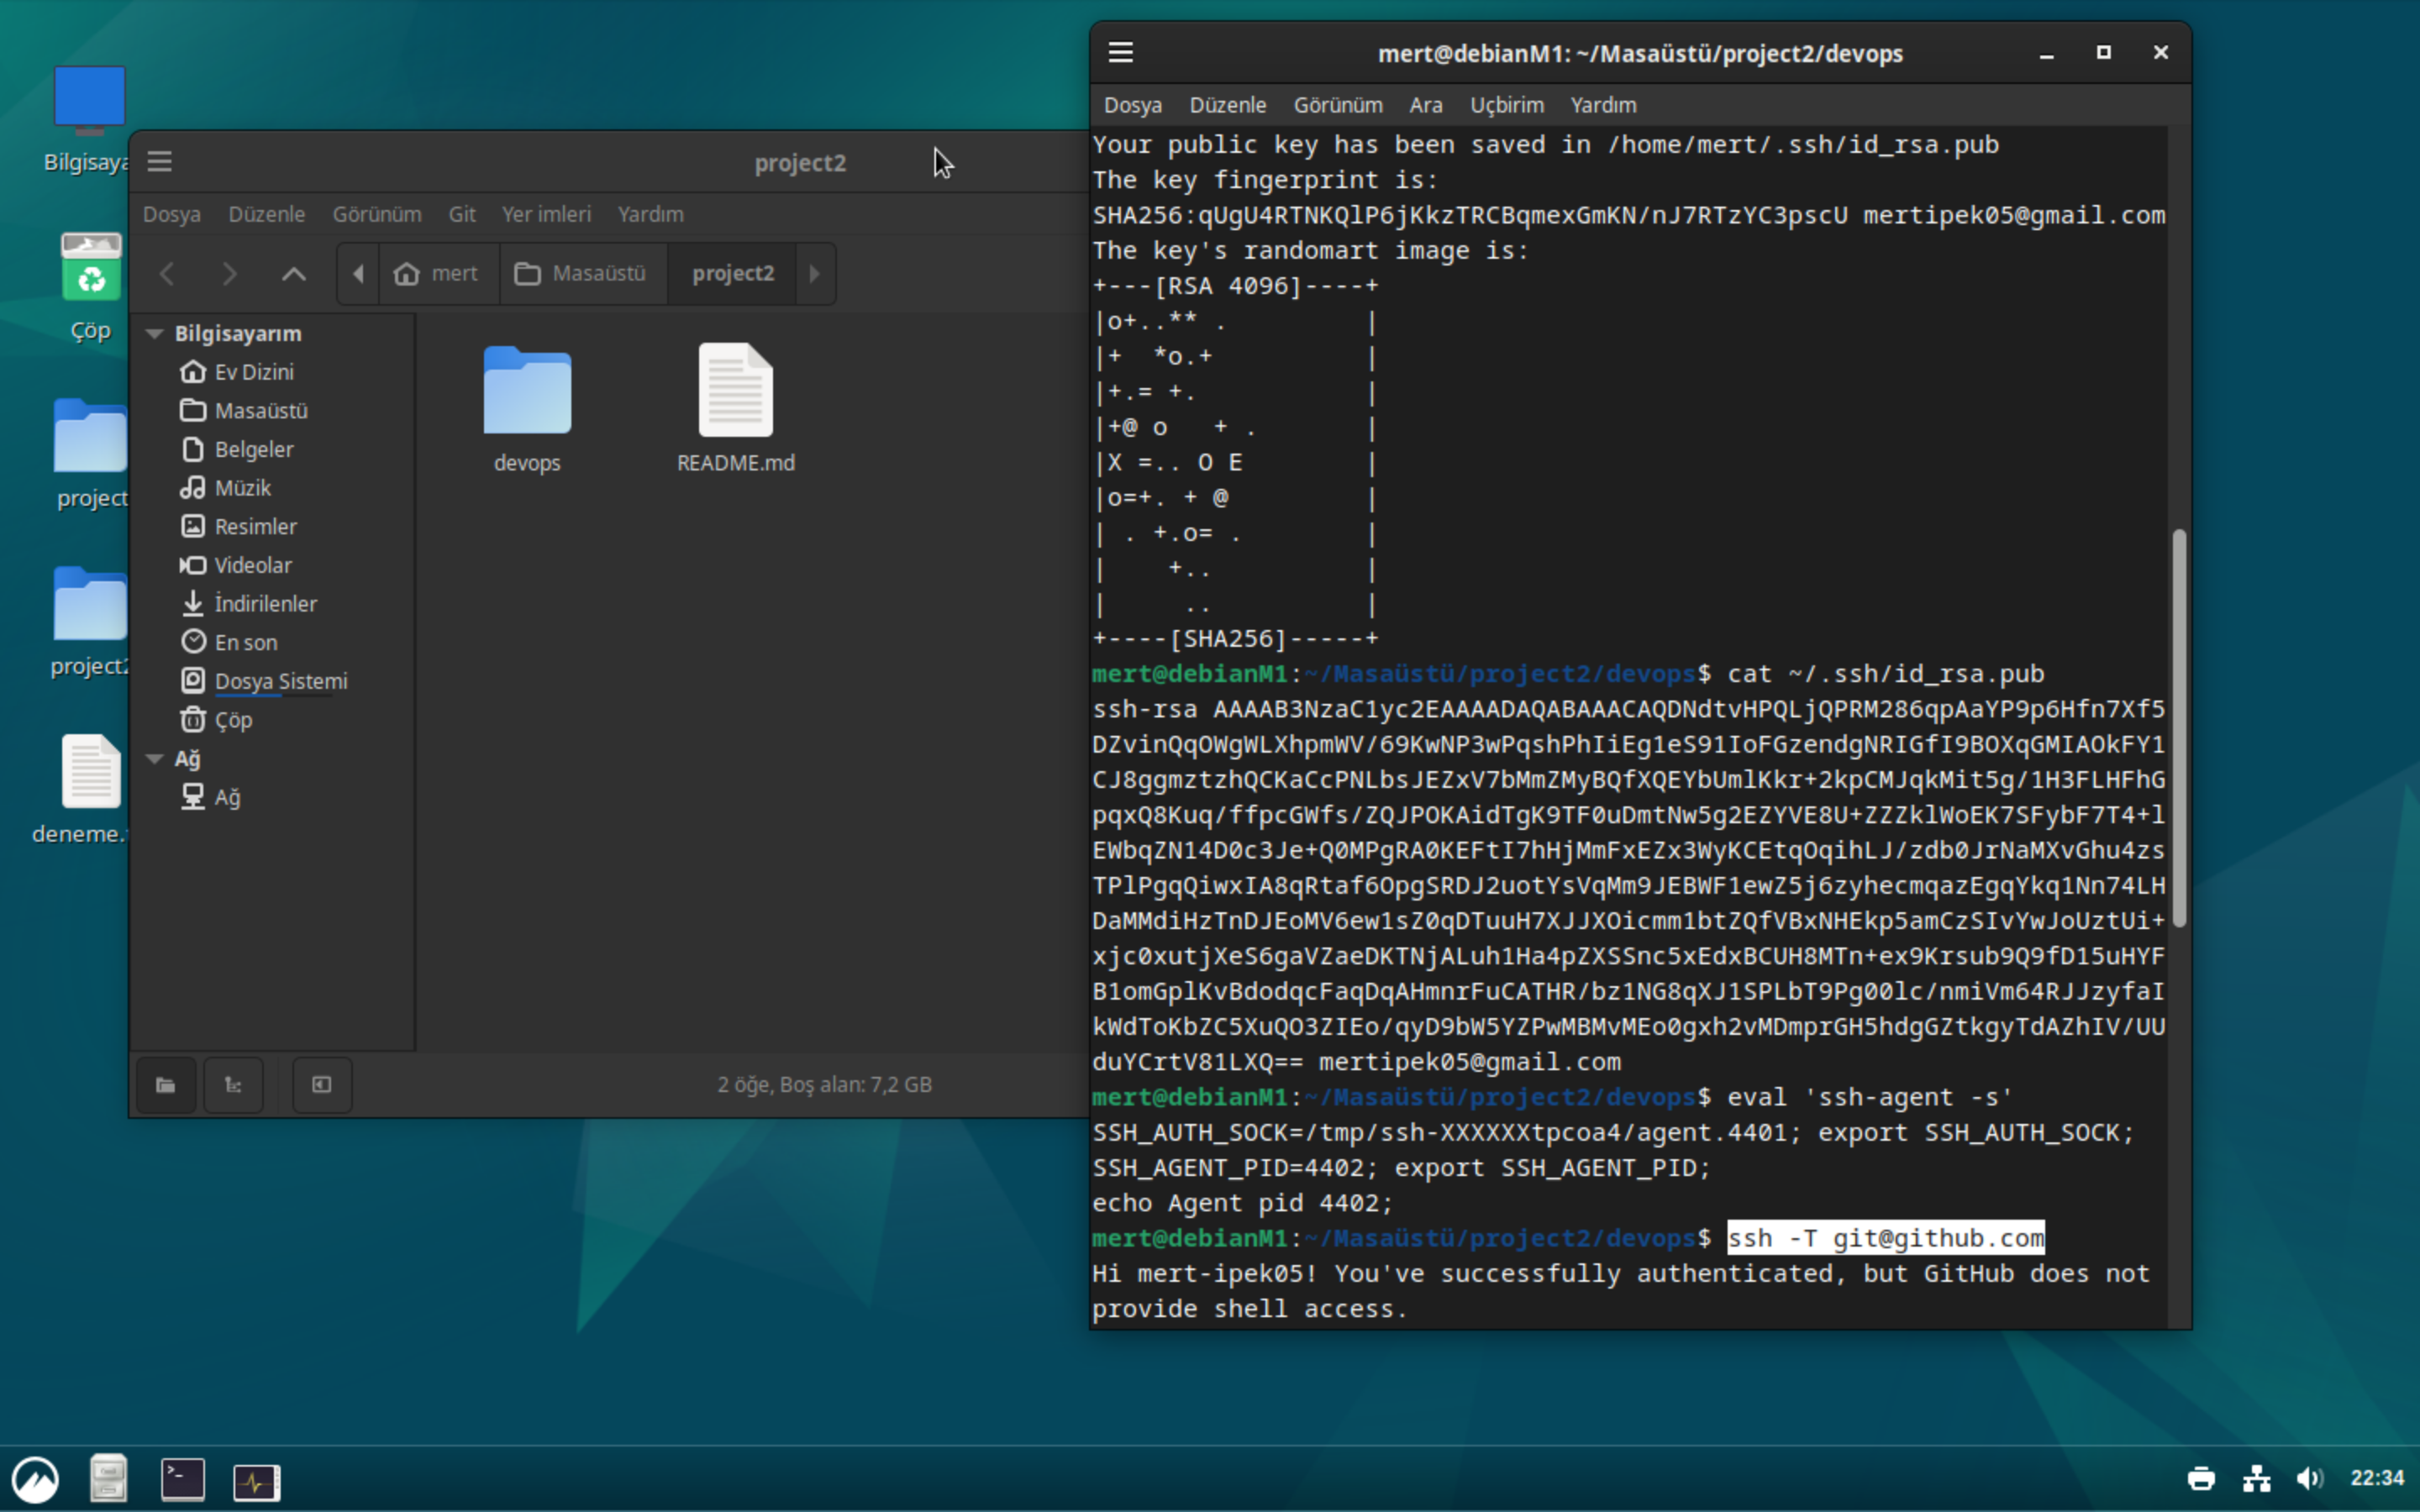 Bilgisaya
Çöp
project
project2
deneme.
project2
Dosya Düzenle Görünüm Git Yer imleri Yardım
mert Masaüstü project2
Bilgisayarım
Ev Dizini
Masaüstü
Belgeler
Müzik
Resimler
Videolar
İndirilenler
En son
Dosya Sistemi
Çöp
Ağ
Ağ
devops
README.md
2 öğe, Boş alan: 7,2 GB
mert@debianM1: ~/Masaüstü/project2/devops
Dosya Düzenle Görünüm Ara Uçbirim Yardım
Your public key has been saved in /home/mert/.ssh/id_rsa.pub
The key fingerprint is:
SHA256:qUgU4RTNKQlP6jKkzTRCBqmexGmKN/nJ7RTzYC3pscU mertipek05@gmail.com
The key's randomart image is:
+---[RSA 4096]----+
|o+..** .         |
|+  *o.+          |
|+.= +.           |
|+@ o   + .       |
|X =.. O E        |
|o=+. + @         |
| . +.o= .        |
|    +..          |
|     ..          |
+----[SHA256]-----+
mert@debianM1:~/Masaüstü/project2/devops$ cat ~/.ssh/id_rsa.pub
ssh-rsa AAAAB3NzaC1yc2EAAAADAQABAAACAQDNdtvHPQLjQPRM286qpAaYP9p6Hfn7Xf5
DZvinQqOWgWLXhpmWV/69KwNP3wPqshPhIiEg1eS91IoFGzendgNRIGfI9BOXqGMIAOkFY1
CJ8ggmztzhQCKaCcPNLbsJEZxV7bMmZMyBQfXQEYbUmlKkr+2kpCMJqkMit5g/1H3FLHFhG
pqxQ8Kuq/ffpcGWfs/ZQJPOKAidTgK9TF0uDmtNw5g2EZYVE8U+ZZZklWoEK7SFybF7T4+l
EWbqZN14D0c3Je+Q0MPgRA0KEFtI7hHjMmFxEZx3WyKCEtqOqihLJ/zdb0JrNaMXvGhu4zs
TPlPgqQiwxIA8qRtaf6OpgSRDJ2uotYsVqMm9JEBWF1ewZ5j6zyhecmqazEgqYkq1Nn74LH
DaMMdiHzTnDJEoMV6ew1sZ0qDTuuH7XJJXOicmm1btZQfVBxNHEkp5amCzSIvYwJoUztUi+
xjc0xutjXeS6gaVZaeDKTNjALuh1Ha4pZXSSnc5xEdxBCUH8MTn+ex9Krsub9Q9fD15uHYF
B1omGplKvBdodqcFaqDqAHmnrFuCATHR/bz1NG8qXJ1SPLbT9Pg00lc/nmiVm64RJJzyfaI
kWdToKbZC5XuQO3ZIEo/qyD9bW5YZPwMBMvMEo0gxh2vMDmprGH5hdgGZtkgyTdAZhIV/UU
duYCrtV81LXQ== mertipek05@gmail.com
mert@debianM1:~/Masaüstü/project2/devops$ eval 'ssh-agent -s'
SSH_AUTH_SOCK=/tmp/ssh-XXXXXXtpcoa4/agent.4401; export SSH_AUTH_SOCK;
SSH_AGENT_PID=4402; export SSH_AGENT_PID;
echo Agent pid 4402;
mert@debianM1:~/Masaüstü/project2/devops$ ssh -T git@github.com
Hi mert-ipek05! You've successfully authenticated, but GitHub does not
provide shell access.
22:34